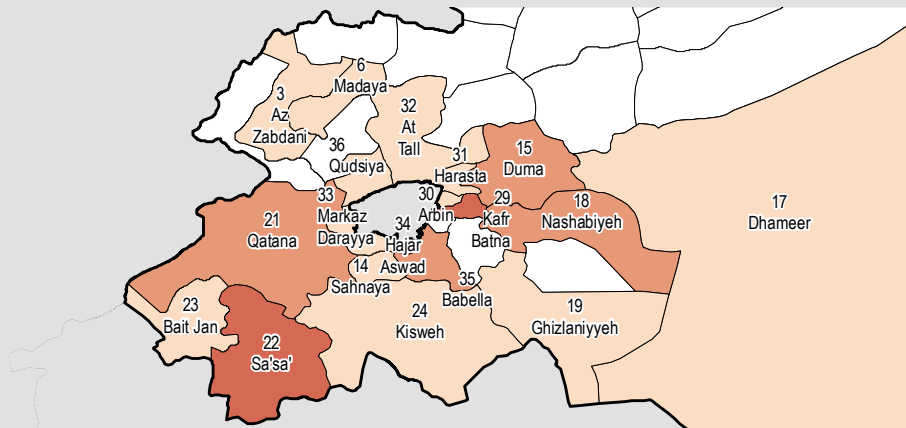 6
Madaya
3
Az
Zabdani
32
At
Tall
36
Qudsiya
31
Harasta
15
Duma
33
Markaz
Darayya
30
Arbin
29
Kafr
Batna
18
Nashabiyeh
17
Dhameer
21
Qatana
34
Hajar
Aswad
14
Sahnaya
35
Babella
23
Bait Jan
24
Kisweh
19
Ghizlaniyyeh
22
Sa'sa'